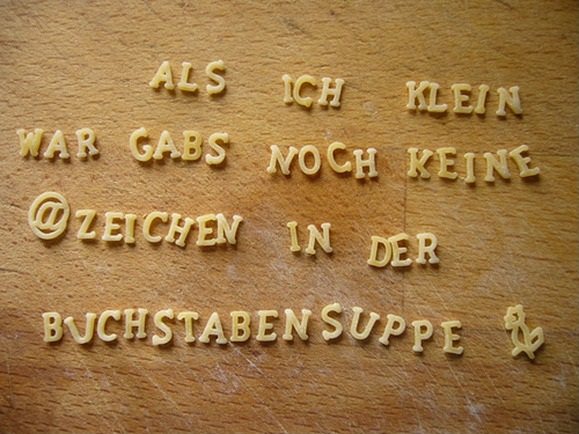 ALS ICH KLEIN
WAR GABS NOCH KEINE
@ZEICHEN IN DER
BUCHSTABENSUPPE